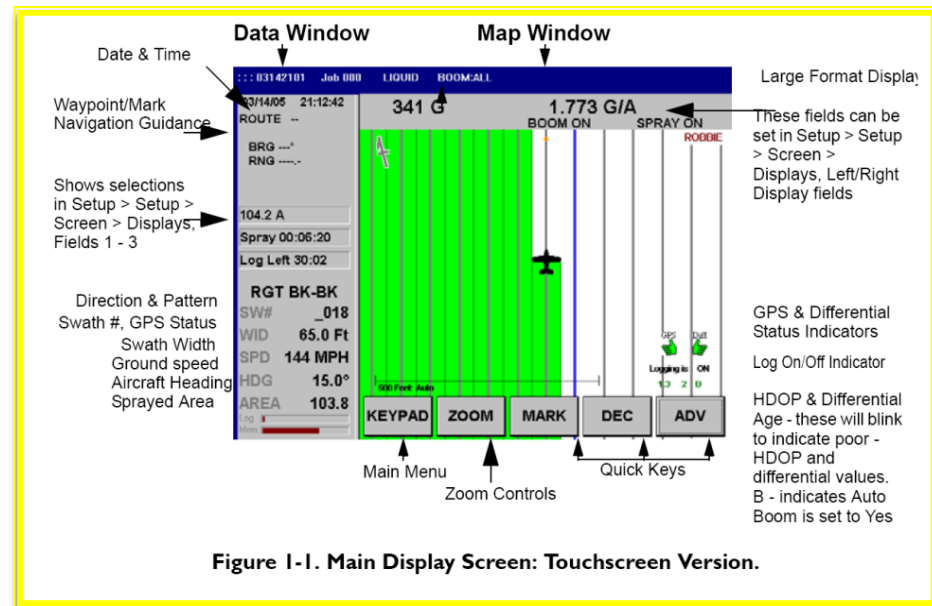 Data Window
Map Window
Date & Time
Waypoint/Mark
Navigation Guidance
Shows selections
in Setup > Setup >
Screen > Displays,
Fields 1 - 3
Direction & Pattern
Swath #, GPS Status
Swath Width
Ground speed
Aircraft Heading
Sprayed Area
: : : 03142101 Job 000 LIQUID BOOM:ALL
03/14/05 21:12:42
ROUTE --
BRG ---°
RNG ----.-
104.2 A
Spray 00:06:20
Log Left 30:02
RGT BK-BK
SW# _018
WID 65.0 Ft
SPD 144 MPH
HDG 15.0°
AREA 103.8
Log
Mem
341 G
1.773 G/A
BOOM ON
SPRAY ON
ROBBIE
GPS Diff
Logging is ON
1.3 2 B
500 Feet: Auto
KEYPAD
ZOOM
MARK
DEC
ADV
Main Menu
Zoom Controls
Quick Keys
Large Format Display
These fields can be
set in Setup > Setup
> Screen >
Displays, Left/Right
Display fields
GPS & Differential
Status Indicators
Log On/Off Indicator
HDOP & Differential
Age - these will blink
to indicate poor -
HDOP and
differential values.
B - indicates Auto
Boom is set to Yes
Figure 1-1. Main Display Screen: Touchscreen Version.